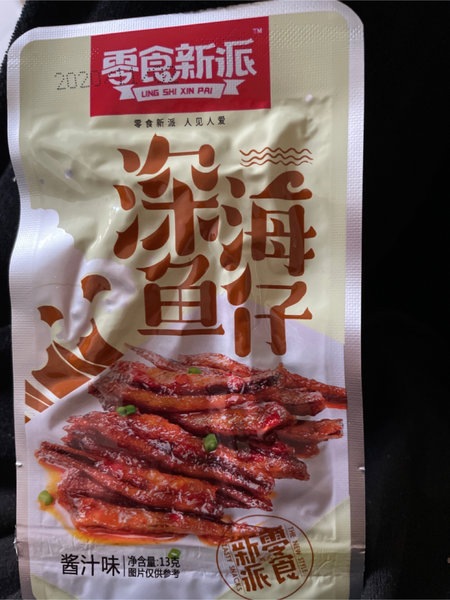 零食新派™
LING SHI XIN PAI
零食新派 人见人爱
深海
鱼仔
酱汁味
净含量:13克
图片仅供参考
零食
新派